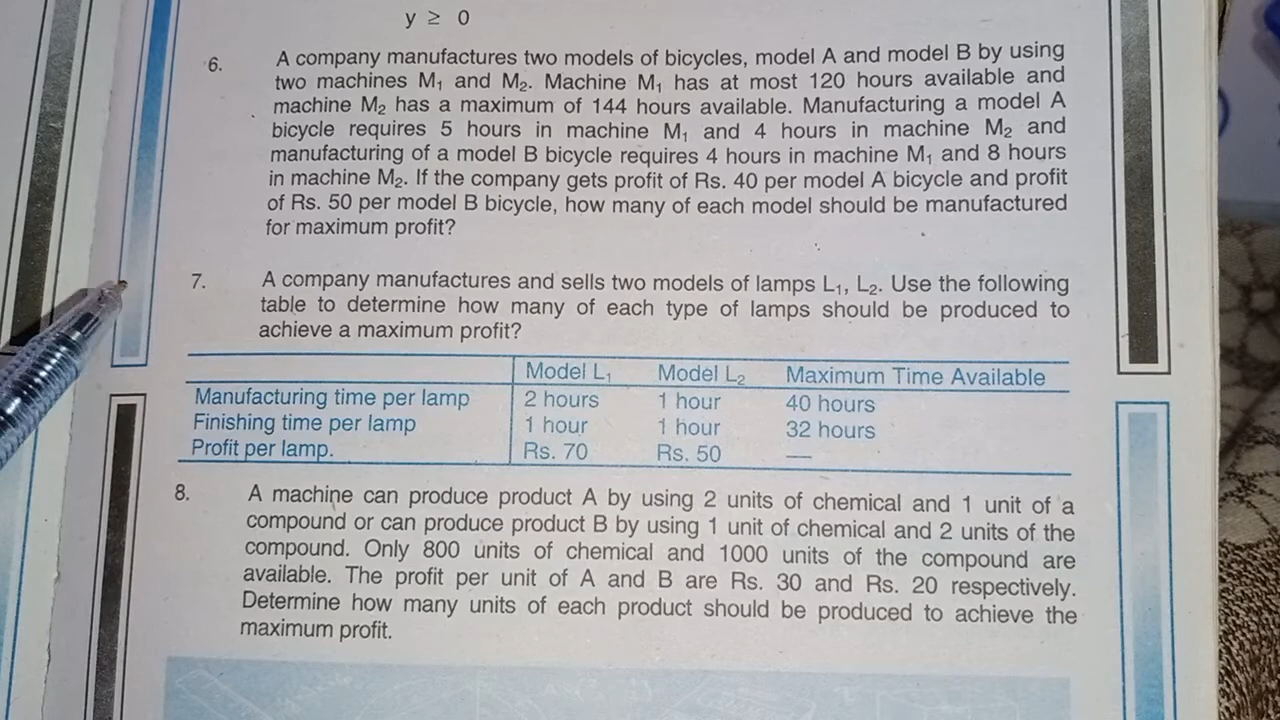 y ≥ 0
6. A company manufactures two models of bicycles, model A and model B by using
two machines M₁ and M₂. Machine M₁ has at most 120 hours available and
machine M₂ has a maximum of 144 hours available. Manufacturing a model A
bicycle requires 5 hours in machine M₁ and 4 hours in machine M₂ and
manufacturing of a model B bicycle requires 4 hours in machine M₁ and 8 hours
in machine M₂. If the company gets profit of Rs. 40 per model A bicycle and profit
of Rs. 50 per model B bicycle, how many of each model should be manufactured
for maximum profit?
7. A company manufactures and sells two models of lamps L₁, L₂. Use the following
table to determine how many of each type of lamps should be produced to
achieve a maximum profit?
Model L₁ Model L₂ Maximum Time Available
Manufacturing time per lamp 2 hours 1 hour 40 hours
Finishing time per lamp 1 hour 1 hour 32 hours
Profit per lamp. Rs. 70 Rs. 50 —
8. A machine can produce product A by using 2 units of chemical and 1 unit of a
compound or can produce product B by using 1 unit of chemical and 2 units of the
compound. Only 800 units of chemical and 1000 units of the compound are
available. The profit per unit of A and B are Rs. 30 and Rs. 20 respectively.
Determine how many units of each product should be produced to achieve the
maximum profit.